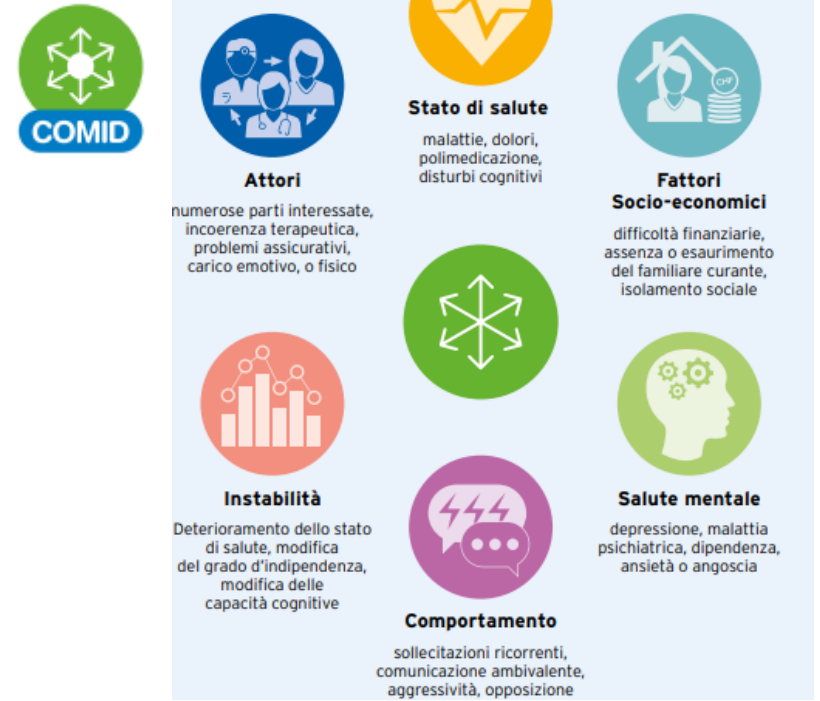 COMID
Attori
numerose parti interessate,
incoerenza terapeutica,
problemi assicurativi,
carico emotivo, o fisico
Stato di salute
malattie, dolori,
polimedicazione,
disturbi cognitivi
CHF
Fattori
Socio-economici
difficoltà finanziarie,
assenza o esaurimento
del familiare curante,
isolamento sociale
Instabilità
Deterioramento dello stato
di salute, modifica
del grado d'indipendenza,
modifica delle
capacità cognitive
Comportamento
sollecitazioni ricorrenti,
comunicazione ambivalente,
aggressività, opposizione
Salute mentale
depressione, malattia
psichiatrica, dipendenza,
ansietà o angoscia